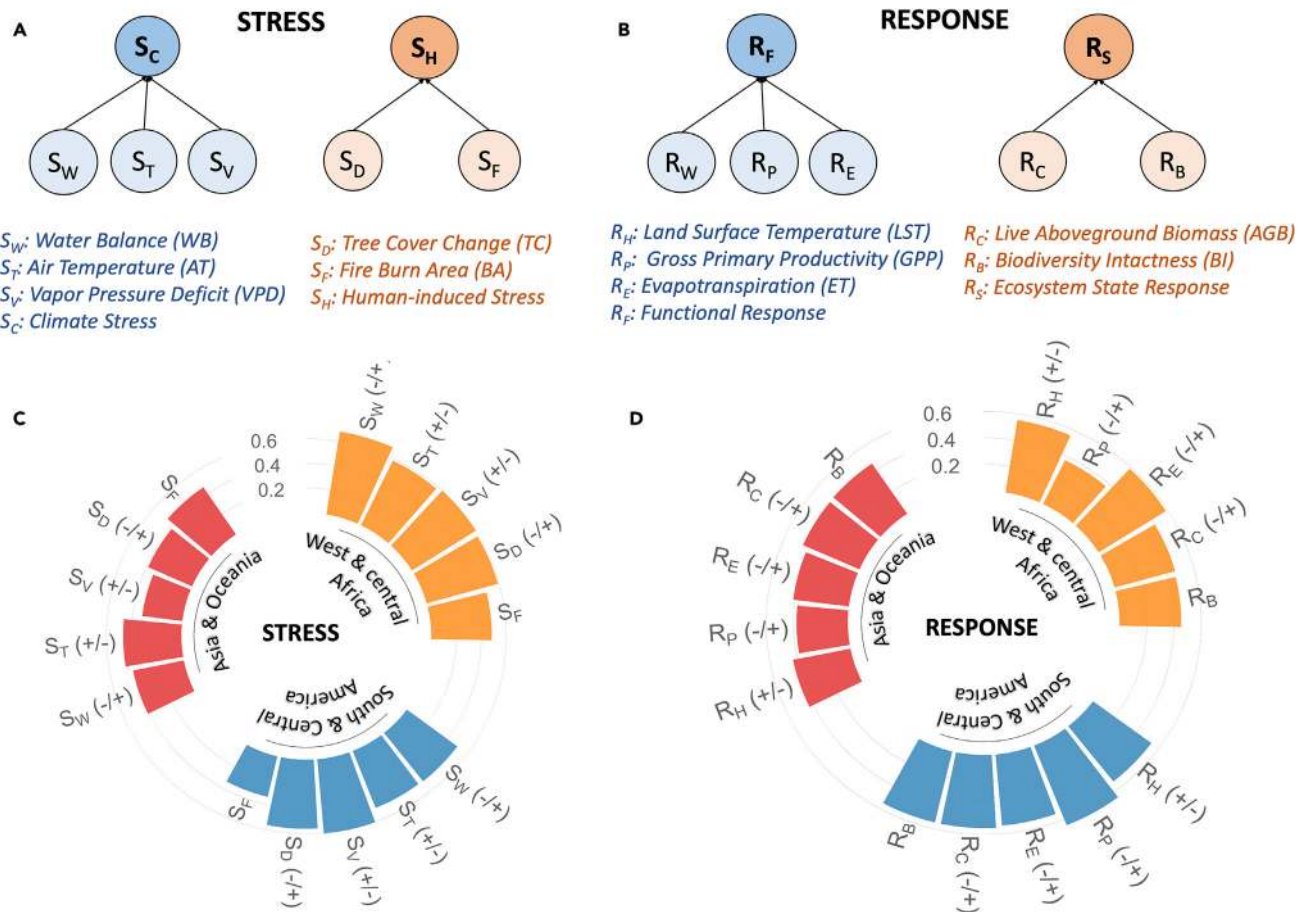 A
STRESS
S_C
S_H
S_W
S_T
S_V
S_D
S_F
S_W: Water Balance (WB)
S_T: Air Temperature (AT)
S_V: Vapor Pressure Deficit (VPD)
S_C: Climate Stress
S_D: Tree Cover Change (TC)
S_F: Fire Burn Area (BA)
S_H: Human-induced Stress
B
RESPONSE
R_F
R_S
R_W
R_P
R_E
R_C
R_B
R_H: Land Surface Temperature (LST)
R_P: Gross Primary Productivity (GPP)
R_E: Evapotranspiration (ET)
R_F: Functional Response
R_C: Live Aboveground Biomass (AGB)
R_B: Biodiversity Intactness (BI)
R_S: Ecosystem State Response
C
0.6
0.4
0.2
S_W (-/+)
S_T (+/-)
S_V (+/-)
S_D (-/+)
S_F
West & central
Africa
S_W (-/+)
S_T (+/-)
S_V (+/-)
S_D (-/+)
S_F
South & Central
America
S_W (-/+)
S_T (+/-)
S_V (+/-)
S_D (-/+)
S_F
Asia & Oceania
STRESS
D
0.6
0.4
0.2
R_H (+/-)
R_P (-/+)
R_E (-/+)
R_C (-/+)
R_B
West & central
Africa
R_H (+/-)
R_P (-/+)
R_E (-/+)
R_C (-/+)
R_B
South & Central
America
R_H (+/-)
R_P (-/+)
R_E (-/+)
R_C (-/+)
R_B
Asia & Oceania
RESPONSE